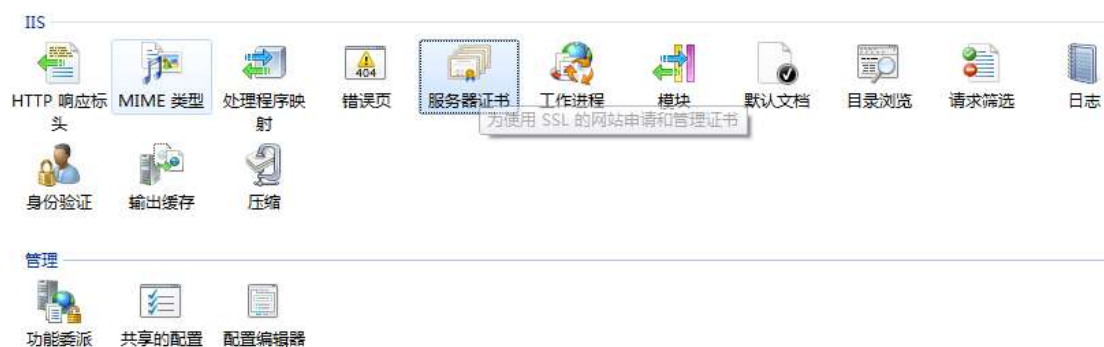 IIS
HTTP 响应标头
MIME 类型
处理程序映射
404
错误页
服务器证书
工作进程
模块
默认文档
目录浏览
请求筛选
日志
为使用 SSL 的网站申请和管理证书
身份验证
输出缓存
压缩
管理
功能委派
共享的配置
配置编辑器